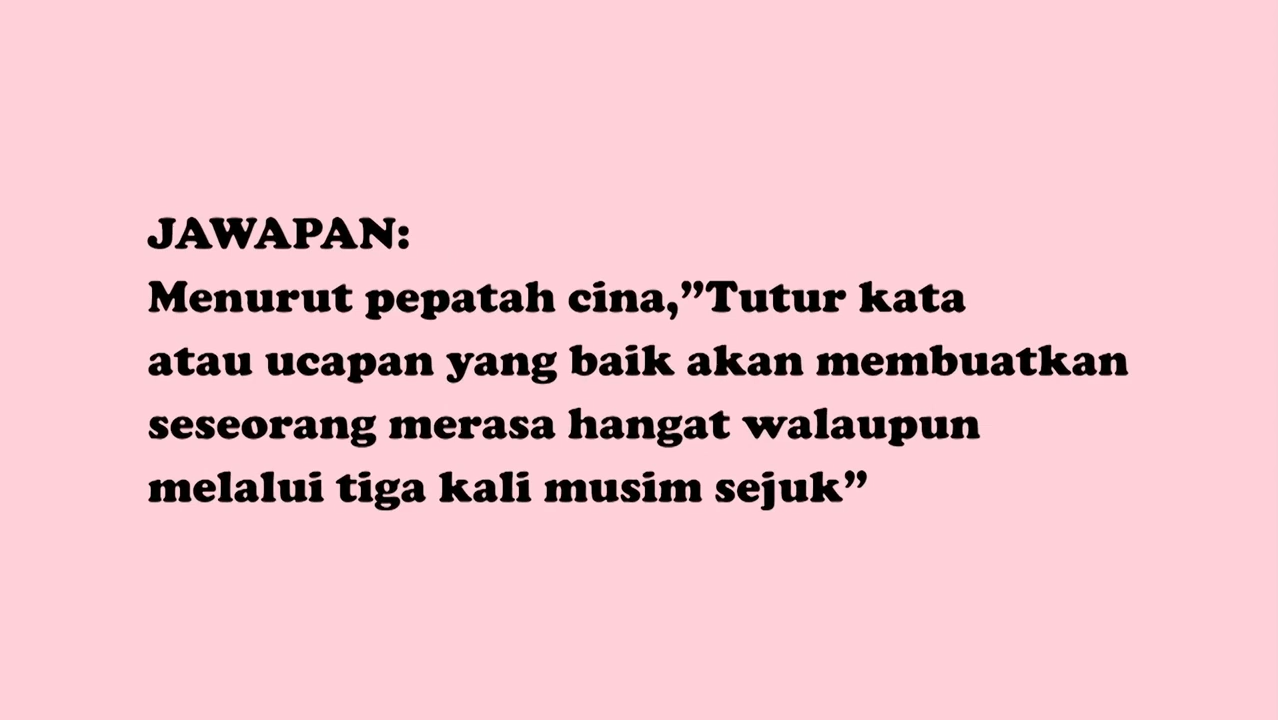 JAWAPAN:
Menurut pepatah cina,”Tutur kata
atau ucapan yang baik akan membuatkan
seseorang merasa hangat walaupun
melalui tiga kali musim sejuk”